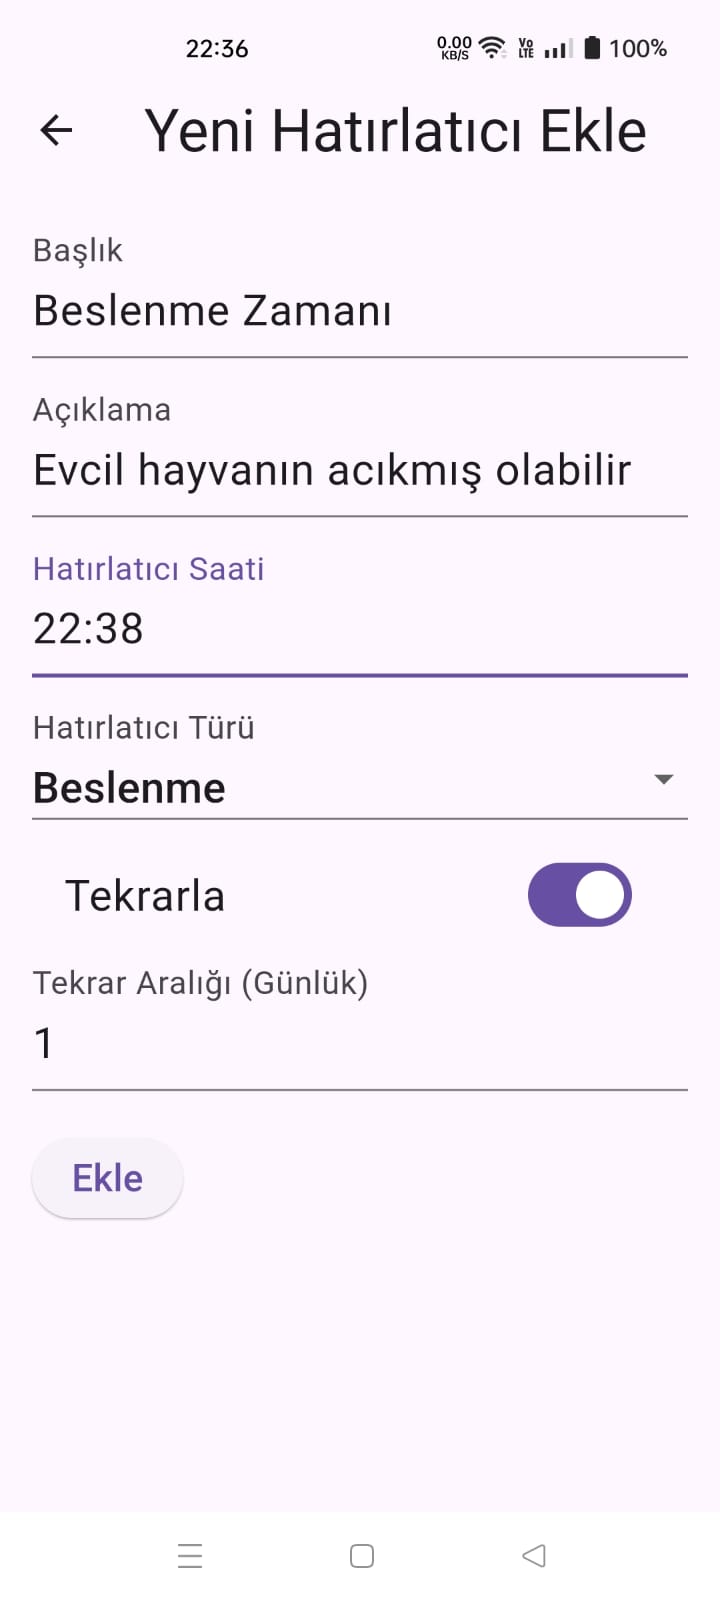 22:36 0.00 KB/S Vo LTE 100%
Yeni Hatırlatıcı Ekle
Başlık
Beslenme Zamanı
Açıklama
Evcil hayvanın acıkmış olabilir
Hatırlatıcı Saati
22:38
Hatırlatıcı Türü
Beslenme
Tekrarla
Tekrar Aralığı (Günlük)
1
Ekle